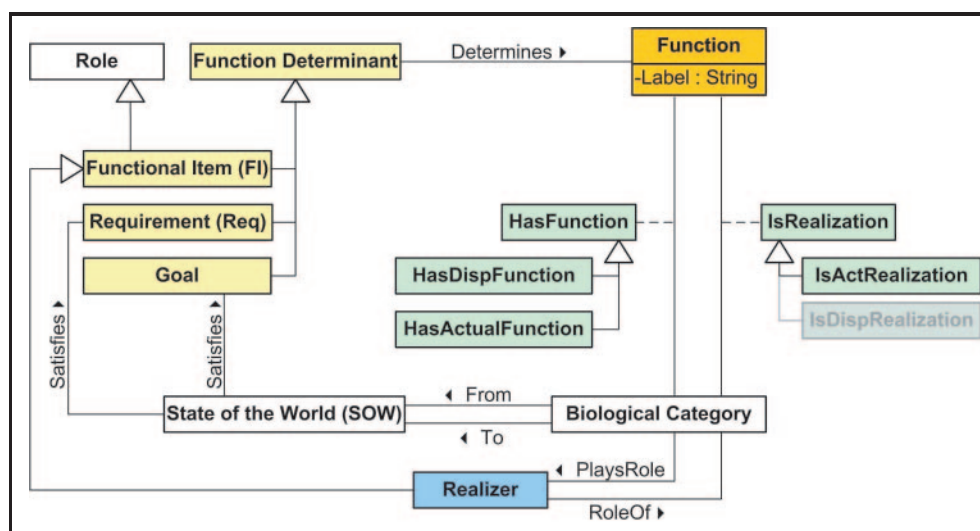 Role
Function Determinant
Determines ▸
Function
-Label : String
Functional Item (FI)
Requirement (Req)
Goal
HasFunction
IsRealization
HasDispFunction
IsActRealization
HasActualFunction
IsDispRealization
Satisfies ▸
Satisfies ▸
◂ From
State of the World (SOW)
Biological Category
◂ To
◂ PlaysRole
Realizer
RoleOf ▸